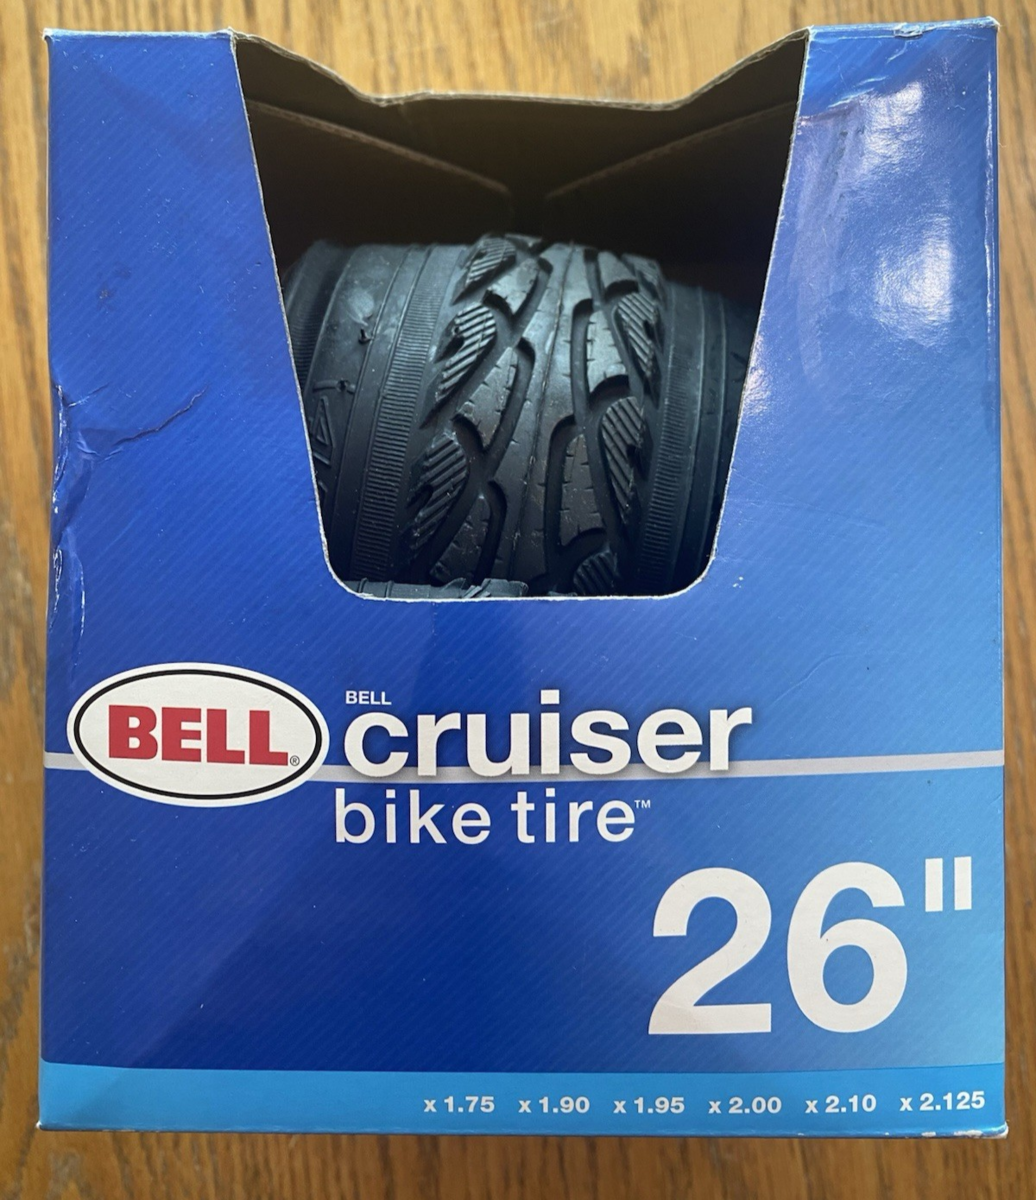 BELL®
BELL
cruiser
bike tire™
26"
x 1.75 x 1.90 x 1.95 x 2.00 x 2.10 x 2.125